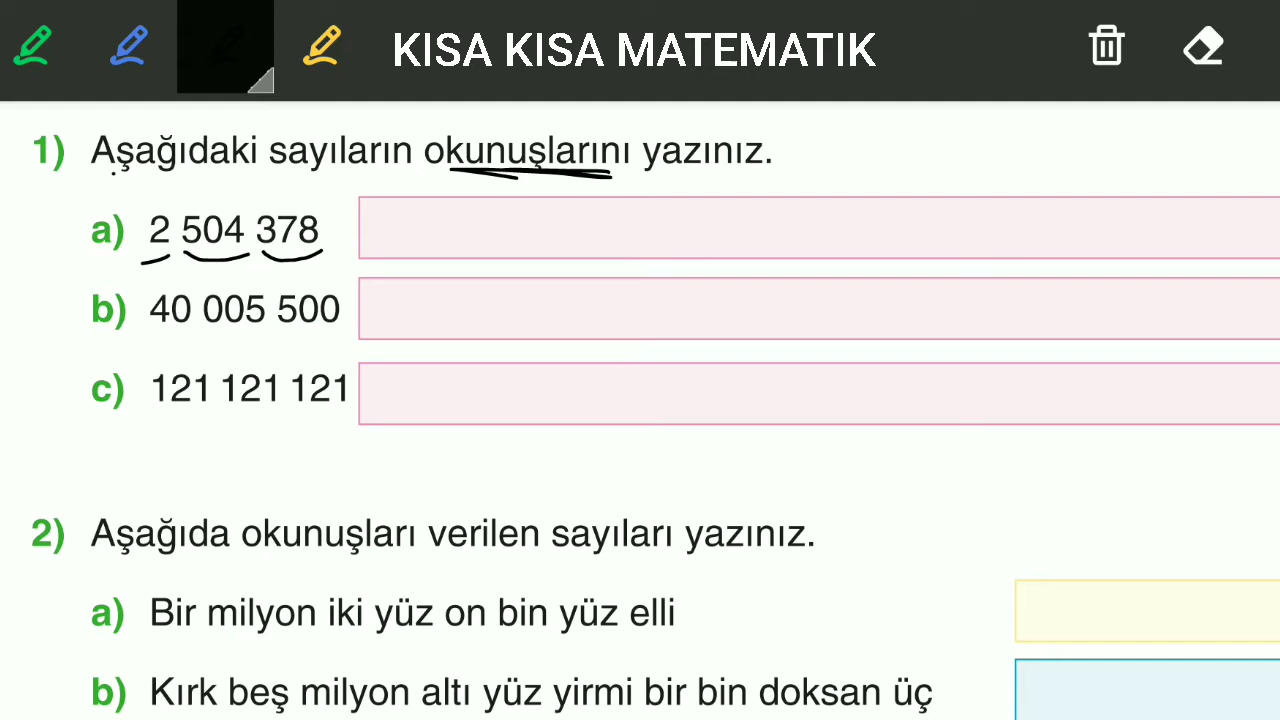 KISA KISA MATEMATIK
1) Aşağıdaki sayıların okunuşlarını yazınız.
a) 2 504 378
b) 40 005 500
c) 121 121 121
2) Aşağıda okunuşları verilen sayıları yazınız.
a) Bir milyon iki yüz on bin yüz elli
b) Kırk beş milyon altı yüz yirmi bir bin doksan üç